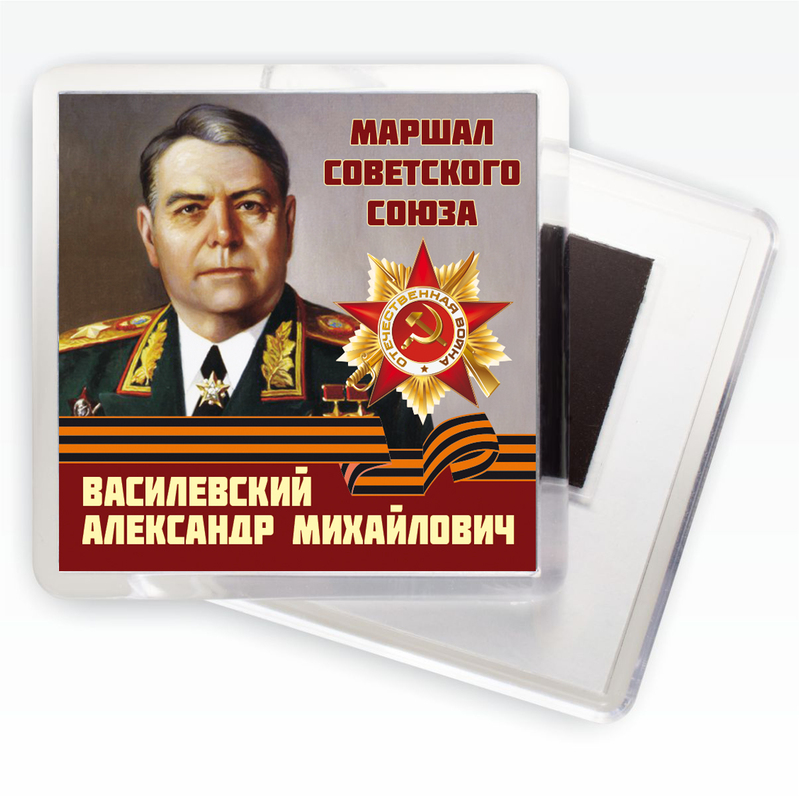 МАРШАЛ
СОВЕТСКОГО
СОЮЗА
ОТЕЧЕСТВЕННАЯ ВОЙНА
ВАСИЛЕВСКИЙ
АЛЕКСАНДР МИХАЙЛОВИЧ